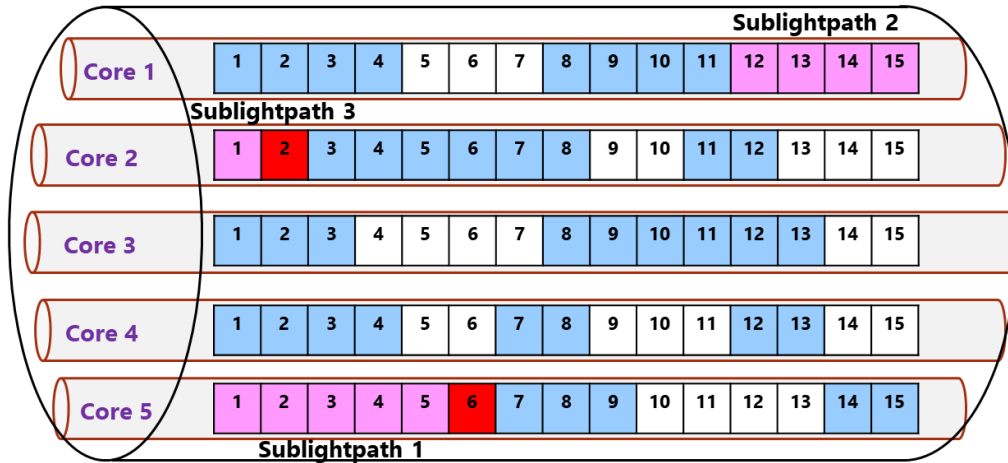 Sublightpath 2
Core 1 1 2 3 4 5 6 7 8 9 10 11 12 13 14 15
Sublightpath 3
Core 2 1 2 3 4 5 6 7 8 9 10 11 12 13 14 15
Core 3 1 2 3 4 5 6 7 8 9 10 11 12 13 14 15
Core 4 1 2 3 4 5 6 7 8 9 10 11 12 13 14 15
Core 5 1 2 3 4 5 6 7 8 9 10 11 12 13 14 15
Sublightpath 1